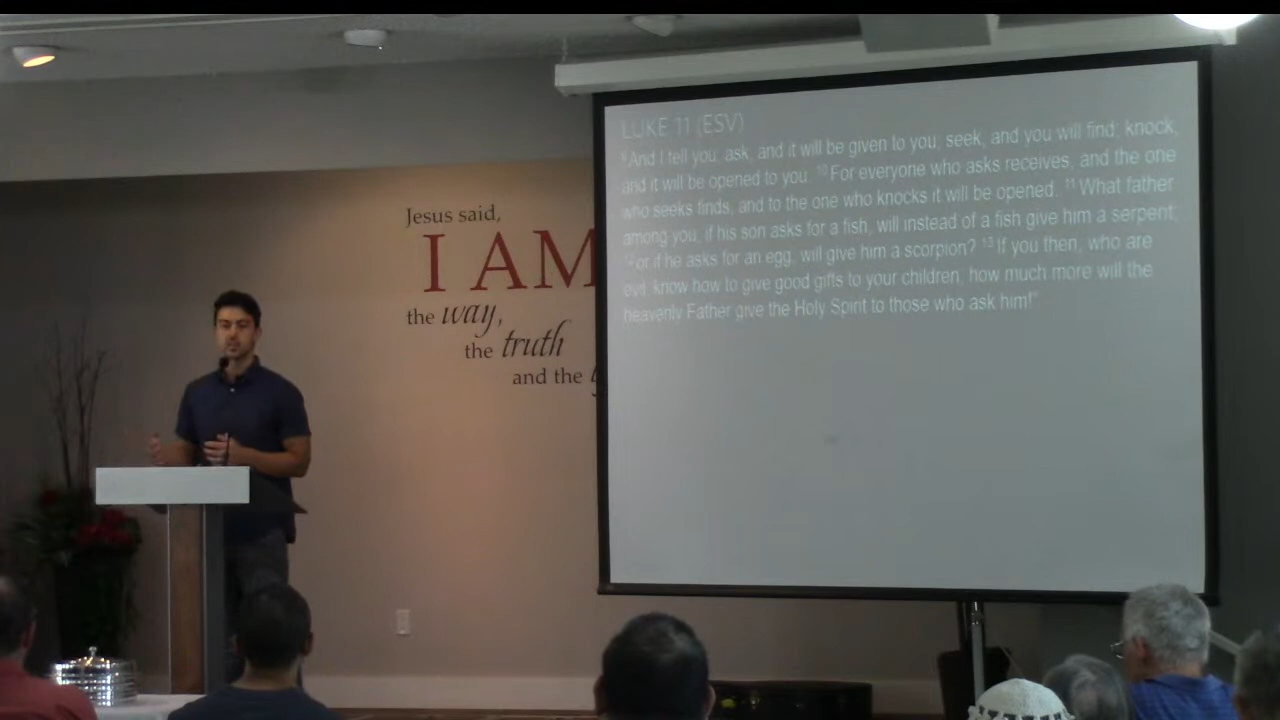 Jesus said,
I AM
the way,
the truth
and the
LUKE 11 (ESV)
9 And I tell you, ask, and it will be given to you; seek, and you will find; knock,
and it will be opened to you. 10 For everyone who asks receives, and the one
who seeks finds, and to the one who knocks it will be opened. 11 What father
among you, if his son asks for a fish, will instead of a fish give him a serpent;
12 or if he asks for an egg, will give him a scorpion? 13 If you then, who are
evil, know how to give good gifts to your children, how much more will the
heavenly Father give the Holy Spirit to those who ask him!"